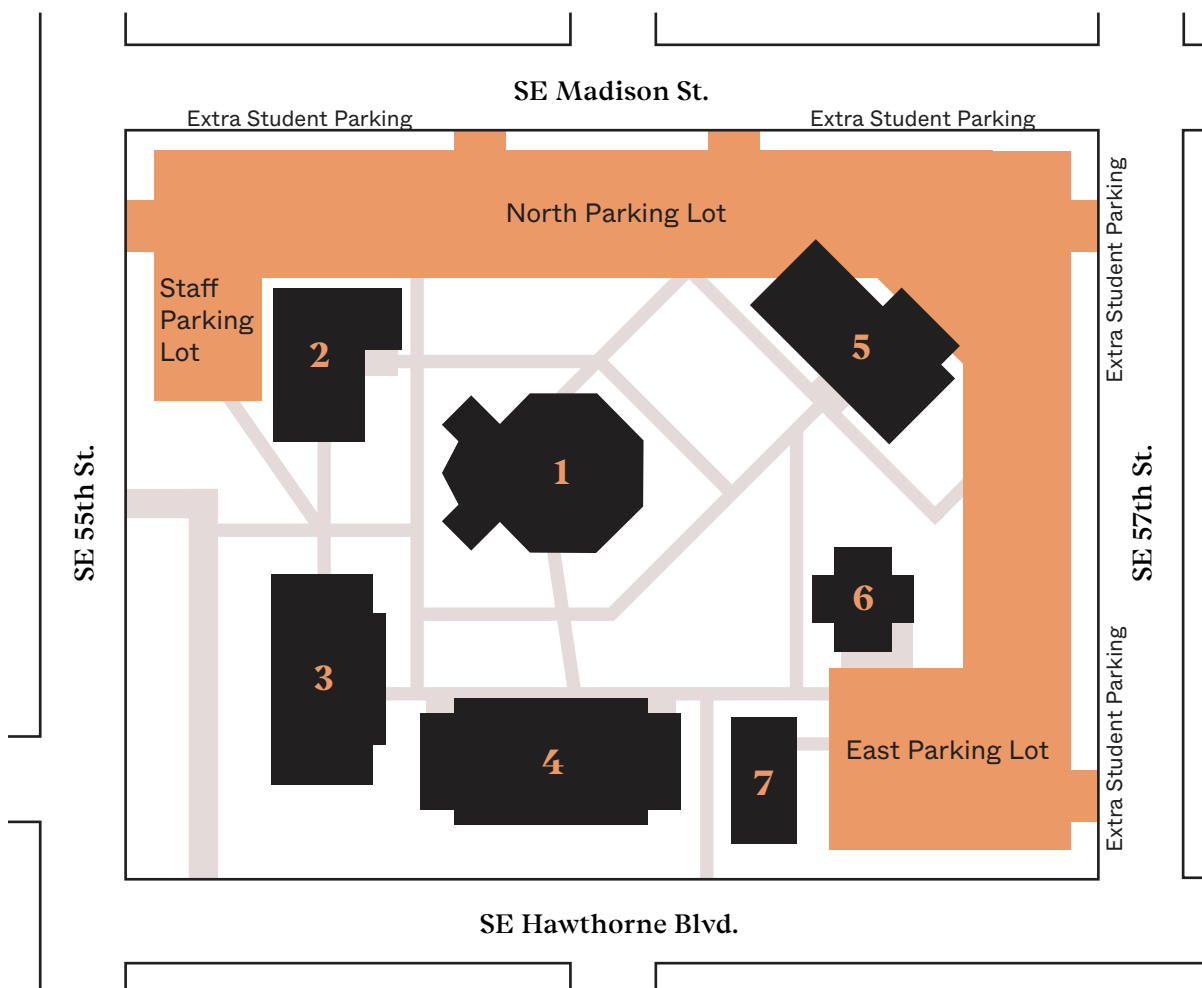 SE Madison St.
Extra Student Parking
Extra Student Parking
North Parking Lot
Extra Student Parking
Staff
Parking
Lot
2
5
1
SE 55th St.
SE 57th St.
6
3
Extra Student Parking
East Parking Lot
4
7
SE Hawthorne Blvd.